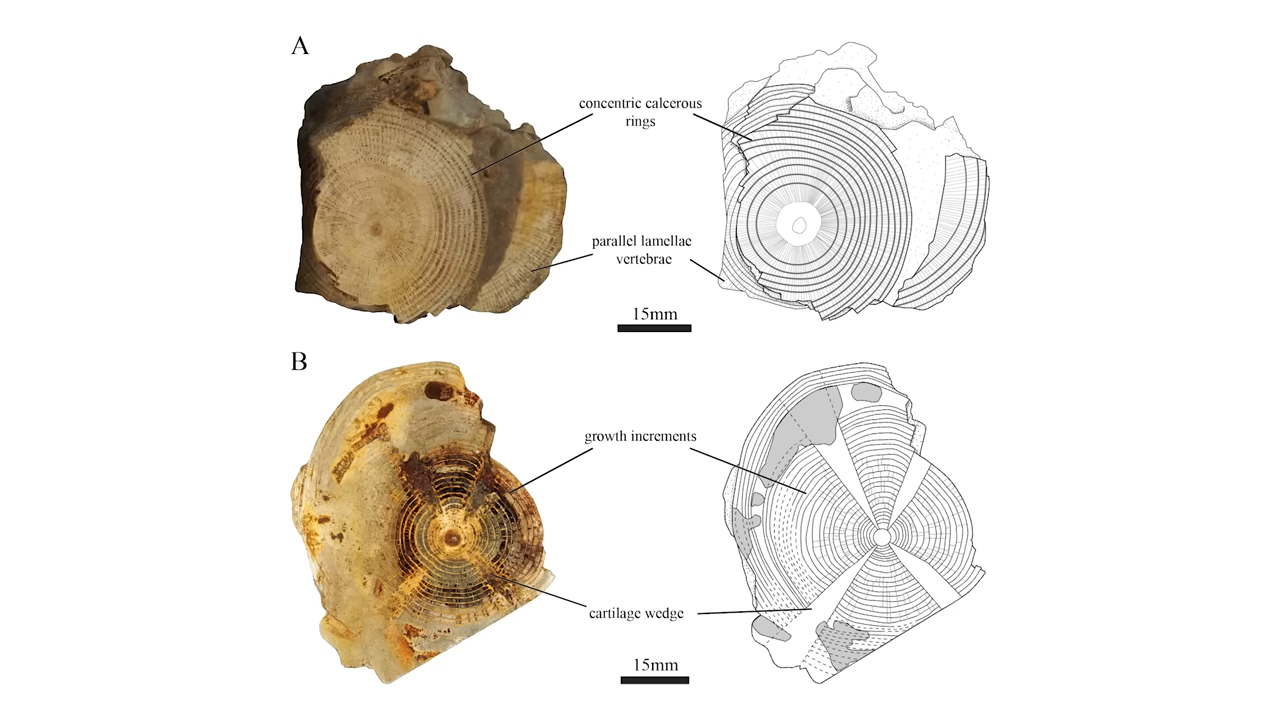 A
concentric calcerous
rings
parallel lamellae
vertebrae
15mm
B
growth increments
cartilage wedge
15mm